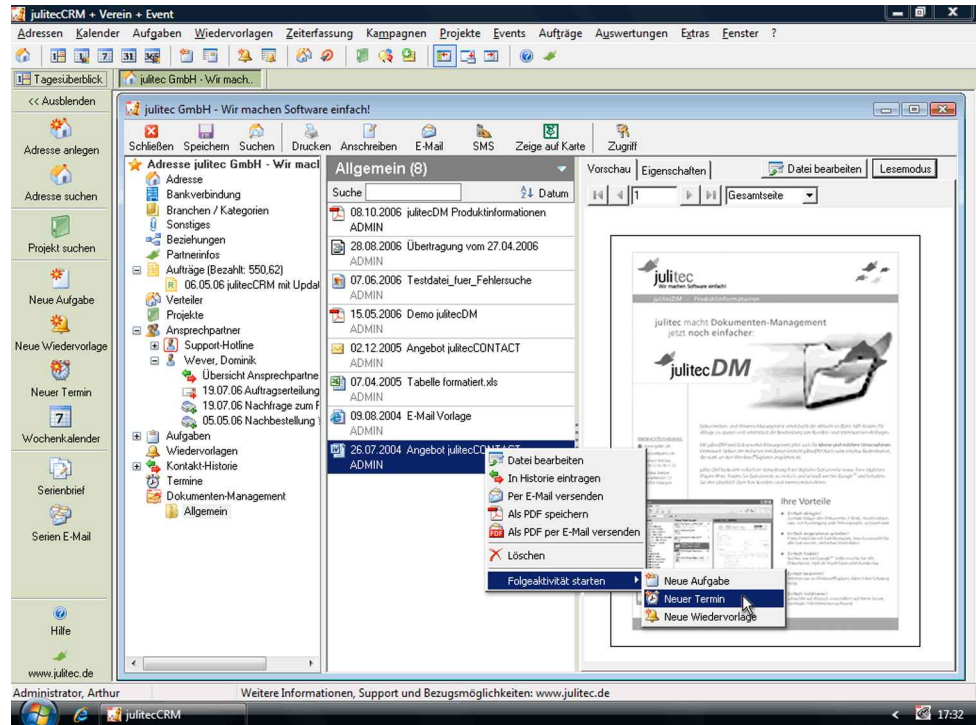 julitecCRM + Verein + Event
Adressen Kalender Aufgaben Wiedervorlagen Zeiterfassung Kampagnen Projekte Events Aufträge Auswertungen Extras Fenster ?
1 7 31 365
Tagesüberblick julitec GmbH - Wir mach..
<< Ausblenden
Adresse anlegen
Adresse suchen
Projekt suchen
Neue Aufgabe
Neue Wiedervorlage
Neuer Termin
7
Wochenkalender
Serienbrief
Serien E-Mail
Hilfe
www.julitec.de
julitec GmbH - Wir machen Software einfach!
Schließen Speichern Suchen Drucken Anschreiben E-Mail SMS Zeige auf Karte Zugriff
Adresse julitec GmbH - Wir macl
Adresse
Bankverbindung
Branchen / Kategorien
Sonstiges
Beziehungen
Partnerinfos
Aufträge (Bezahlt: 550,62)
06.05.06 julitecCRM mit Updat
Verteiler
Projekte
Ansprechpartner
Support-Hotline
Wever, Dominik
Übersicht Ansprechpartne
19.07.06 Auftragserteilung
19.07.06 Nachfrage zum F
05.05.06 Nachbestellung
Aufgaben
Wiedervorlagen
Kontakt-Historie
Termine
Dokumenten-Management
Allgemein
Allgemein (8)
Suche Datum
08.10.2006 julitecDM Produktinformationen
ADMIN
28.08.2006 Übertragung vom 27.04.2006
ADMIN
07.06.2006 Testdatei_fuer_Fehlersuche
ADMIN
15.05.2006 Demo julitecDM
ADMIN
02.12.2005 Angebot julitecCONTACT
ADMIN
07.04.2005 Tabelle formatiert.xls
ADMIN
09.08.2004 E-Mail Vorlage
ADMIN
26.07.2004 Angebot julitecCONTACT
ADMIN
Datei bearbeiten
In Historie eintragen
Per E-Mail versenden
Als PDF speichern
Als PDF per E-Mail versenden
Löschen
Folgeaktivität starten
Neue Aufgabe
Neuer Termin
Neue Wiedervorlage
Vorschau Eigenschaften Datei bearbeiten Lesemodus
1 Gesamtseite
julitec
Wir machen Software einfach!
julitecDM - Produktinformationen
julitec macht Dokumenten-Management
jetzt noch einfacher:
julitecDM
Ihre Vorteile
Administrator, Arthur Weitere Informationen, Support und Bezugsmöglichkeiten: www.julitec.de
julitecCRM < 17:32